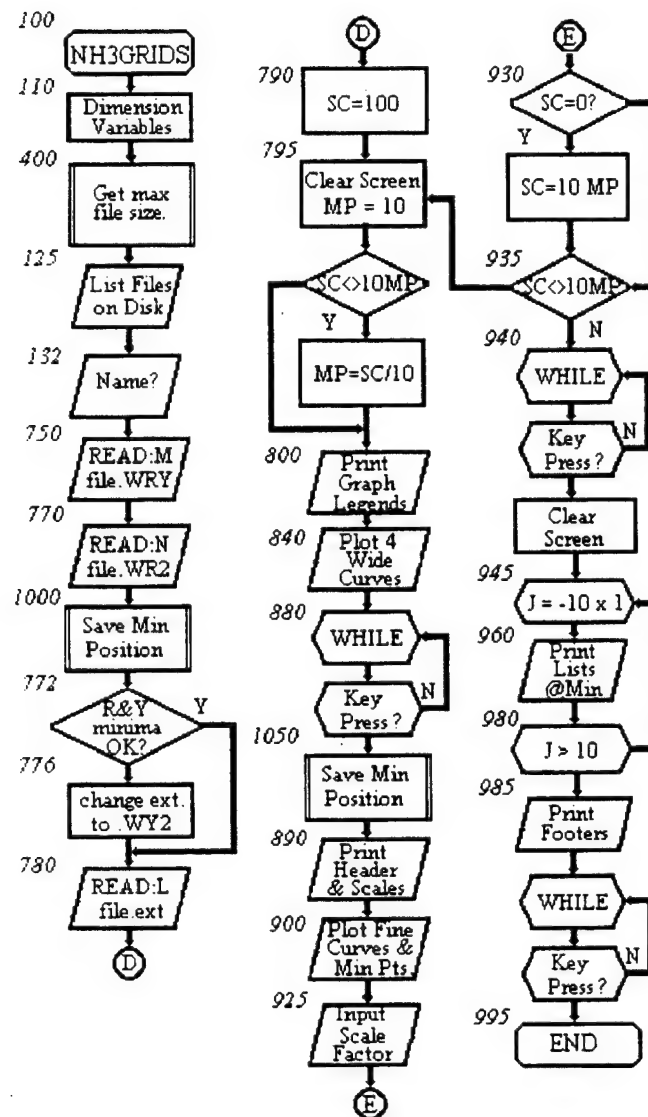 100
NH3GRIDS
110
Dimension
Variables
400
Get max
file size.
125
List Files
on Disk
132
Name?
750
READ:M
file.WRY
770
READ:N
file.WR2
1000
Save Min
Position
772
R&Y
minima
OK?
Y
776
change ext.
to .WY2
780
READ:L
file.ext
D
D
790
SC=100
795
Clear Screen
MP = 10
SC<>10MP
Y
MP=SC/10
800
Print
Graph
Legends
840
Plot 4
Wide
Curves
880
WHILE
Key
Press?
N
1050
Save Min
Position
890
Print
Header
& Scales
900
Plot Fine
Curves &
Min Pts.
925
Input
Scale
Factor
E
E
930
SC=0?
Y
SC=10 MP
935
SC<>10MP
N
940
WHILE
Key
Press?
N
Clear
Screen
945
J = -10 x 1
960
Print
Lists
@Min
980
J > 10
985
Print
Footers
WHILE
Key
Press?
N
995
END